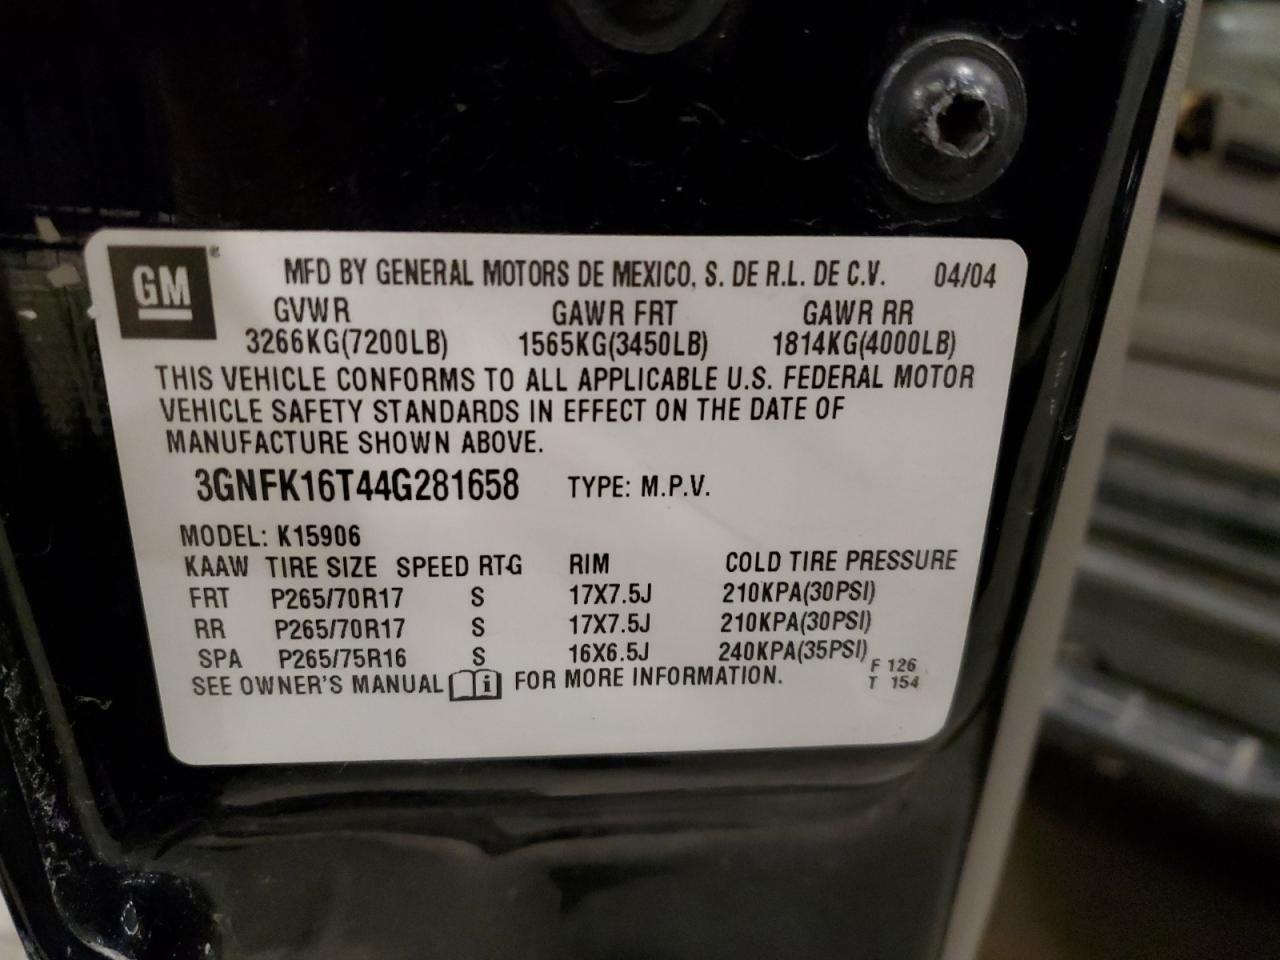 GM ® MFD BY GENERAL MOTORS DE MEXICO, S. DE R.L. DE C.V. 04/04
GVWR GAWR FRT GAWR RR
3266KG(7200LB) 1565KG(3450LB) 1814KG(4000LB)
THIS VEHICLE CONFORMS TO ALL APPLICABLE U.S. FEDERAL MOTOR
VEHICLE SAFETY STANDARDS IN EFFECT ON THE DATE OF
MANUFACTURE SHOWN ABOVE.
3GNFK16T44G281658 TYPE: M.P.V.
MODEL: K15906
KAAW TIRE SIZE SPEED RTG RIM COLD TIRE PRESSURE
FRT P265/70R17 S 17X7.5J 210KPA(30PSI)
RR P265/70R17 S 17X7.5J 210KPA(30PSI)
SPA P265/75R16 S 16X6.5J 240KPA(35PSI)
SEE OWNER'S MANUAL i FOR MORE INFORMATION.
F 126
T 154